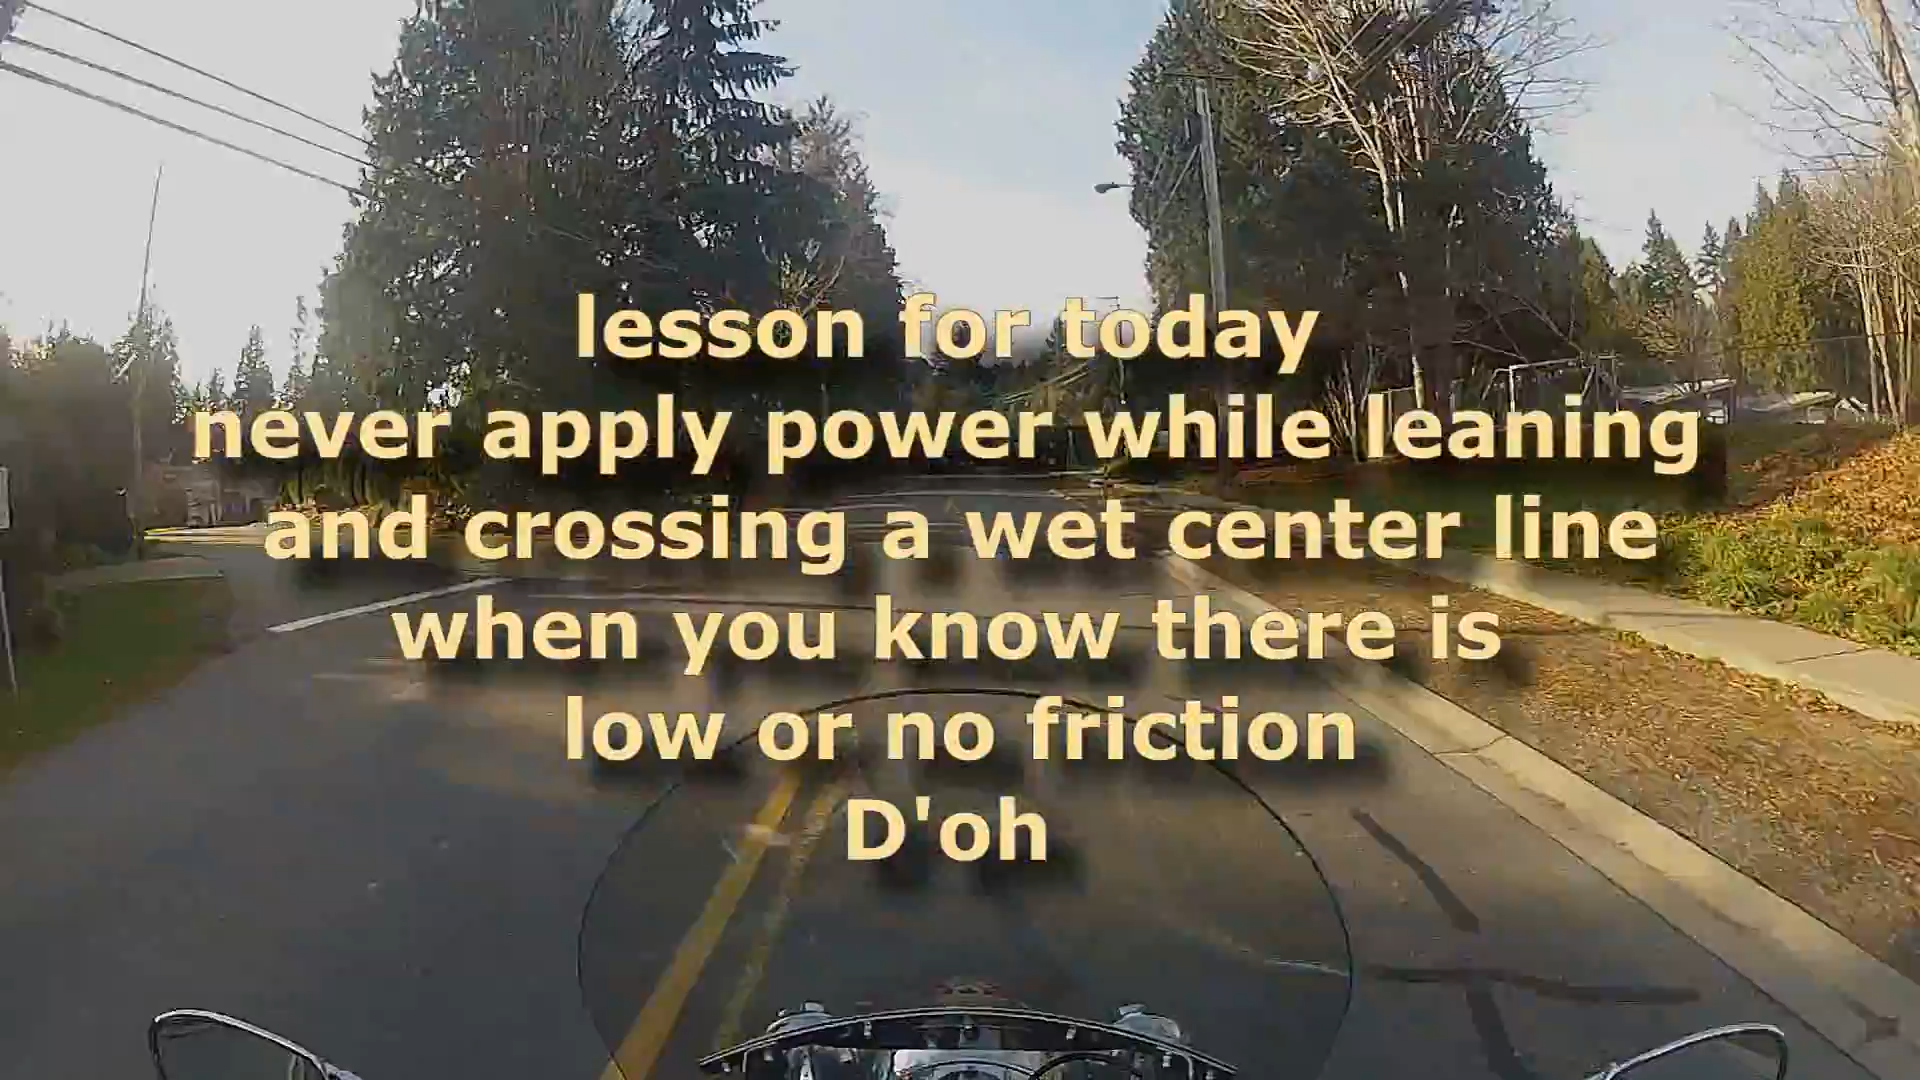 lesson for today
never apply power while leaning
and crossing a wet center line
when you know there is
low or no friction
D'oh